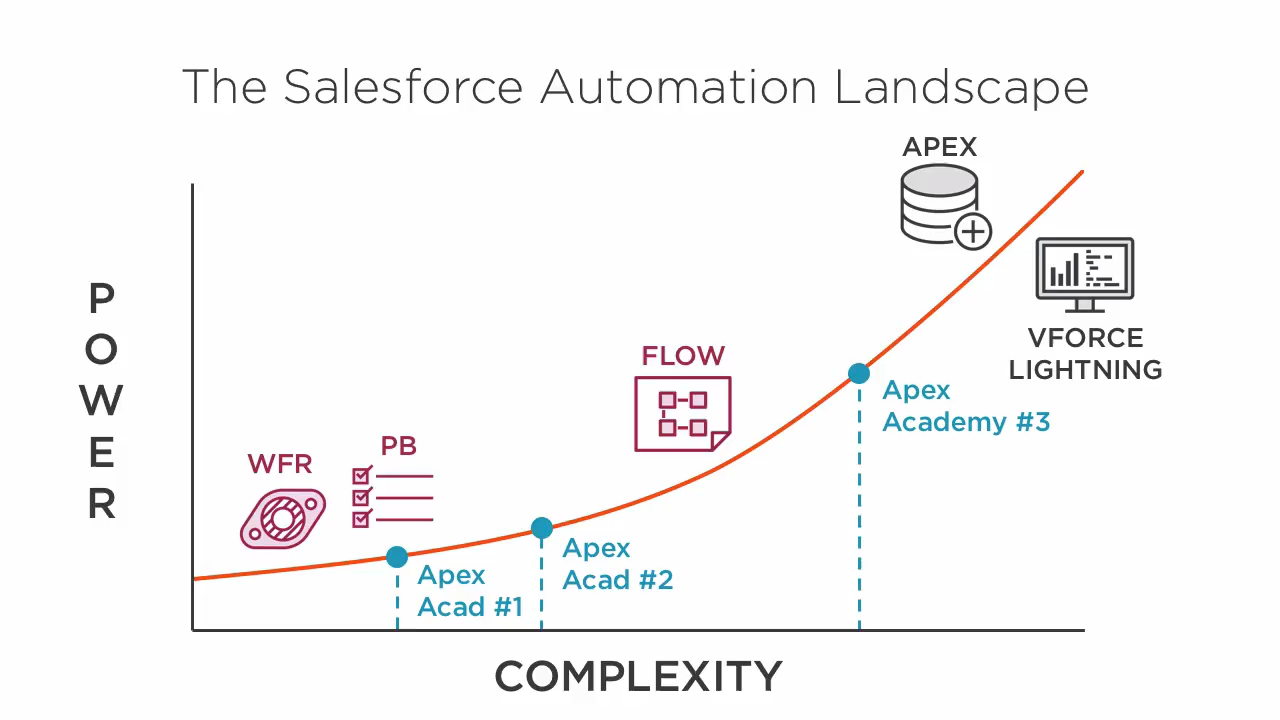 The Salesforce Automation Landscape
APEX
POWER
VFORCE
LIGHTNING
FLOW
Apex
Academy #3
PB
WFR
Apex
Acad #2
Apex
Acad #1
COMPLEXITY